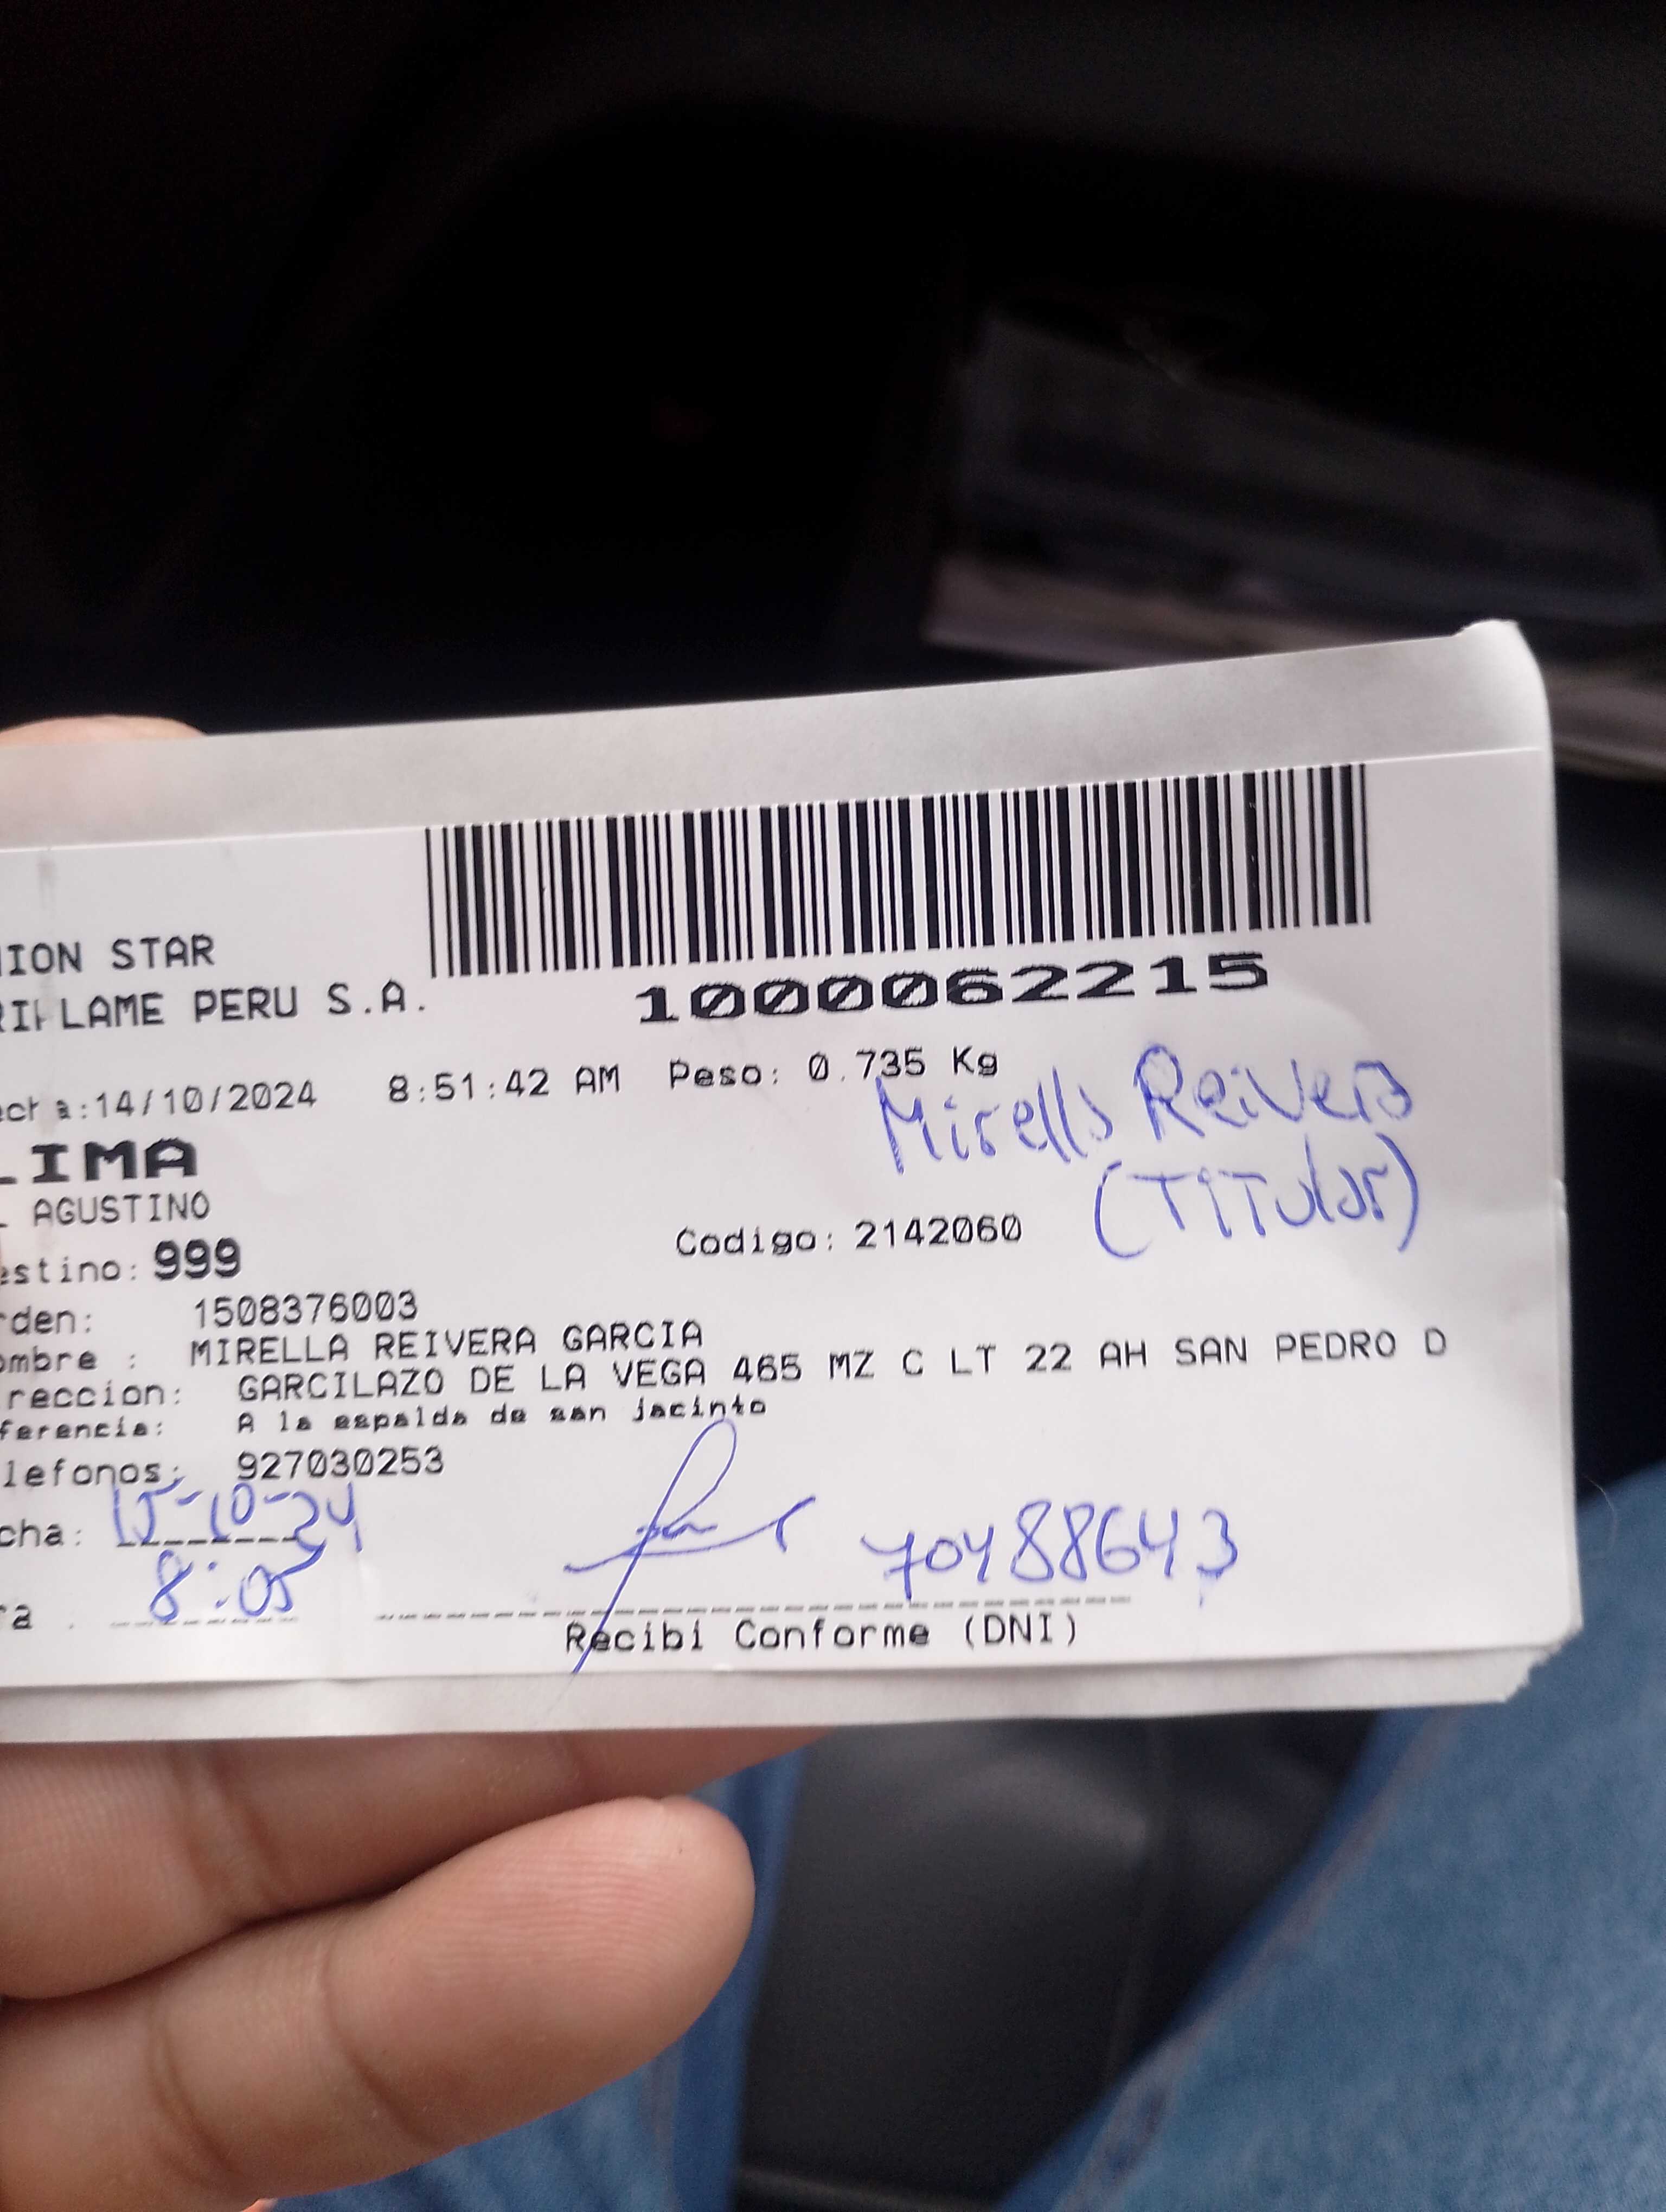 NION STAR
RIFLAME PERU S.A.
1000062215
echa:14/10/2024 8:51:42 AM Peso: 0.735 Kg
Mirella Reivera
(TiTular)
LIMA
L AGUSTINO
Codigo: 2142060
estino: 999
rden: 1508376003
ombre : MIRELLA REIVERA GARCIA
reccion: GARCILAZO DE LA VEGA 465 MZ C LT 22 AH SAN PEDRO D
ferencia: A la espalda de san jacinto
lefonos: 927030253
cha: 15-10-24
ra . 8:05
70488643
Recibi Conforme (DNI)